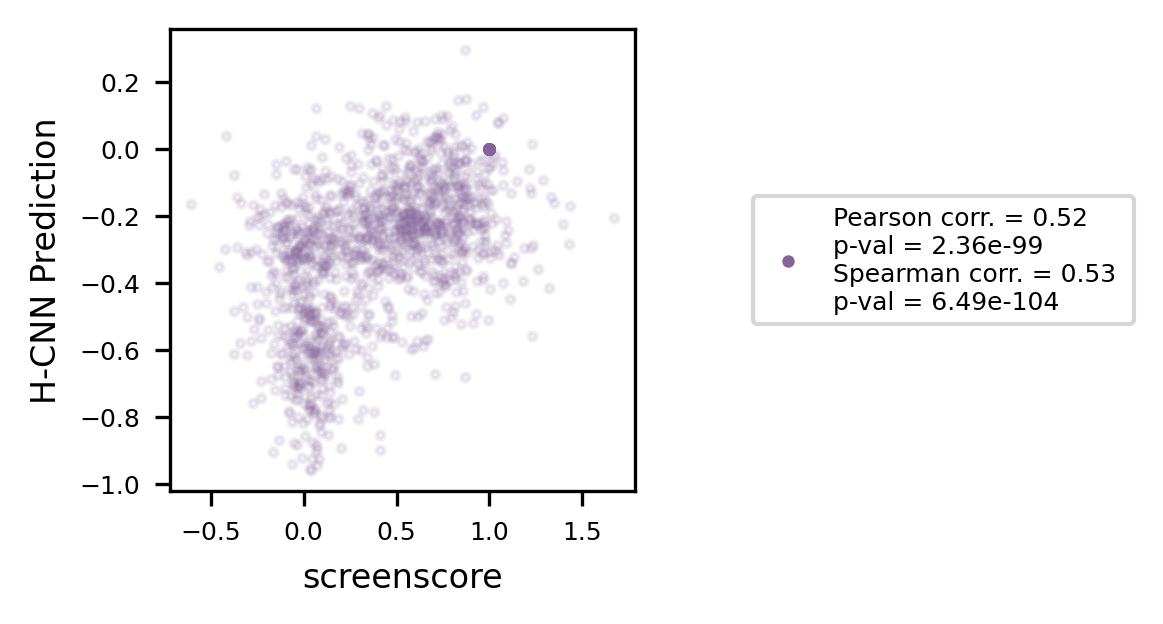 0.2
0.0
−0.2
−0.4
−0.6
−0.8
−1.0
H-CNN Prediction
−0.5
0.0
0.5
1.0
1.5
screenscore
Pearson corr. = 0.52
p-val = 2.36e-99
Spearman corr. = 0.53
p-val = 6.49e-104